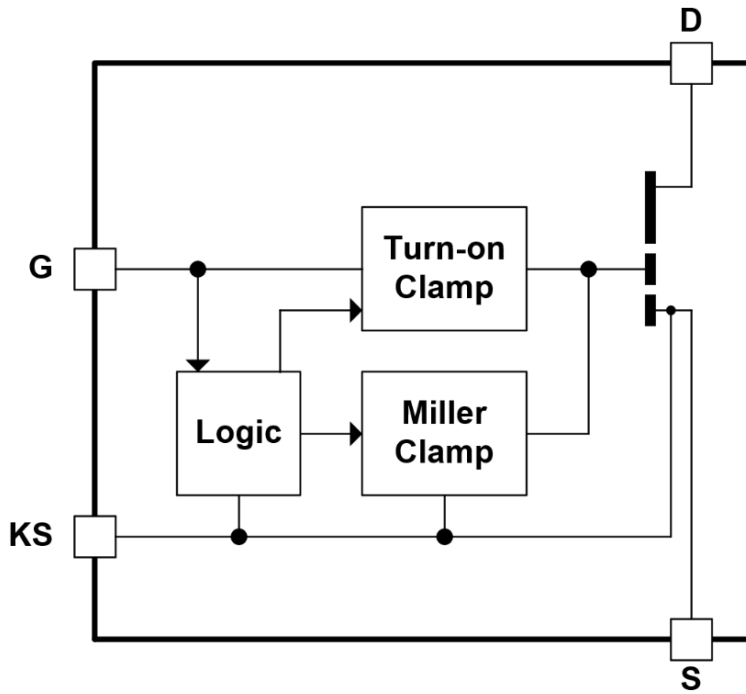 D
G
Turn-on
Clamp
Logic
Miller
Clamp
KS
S